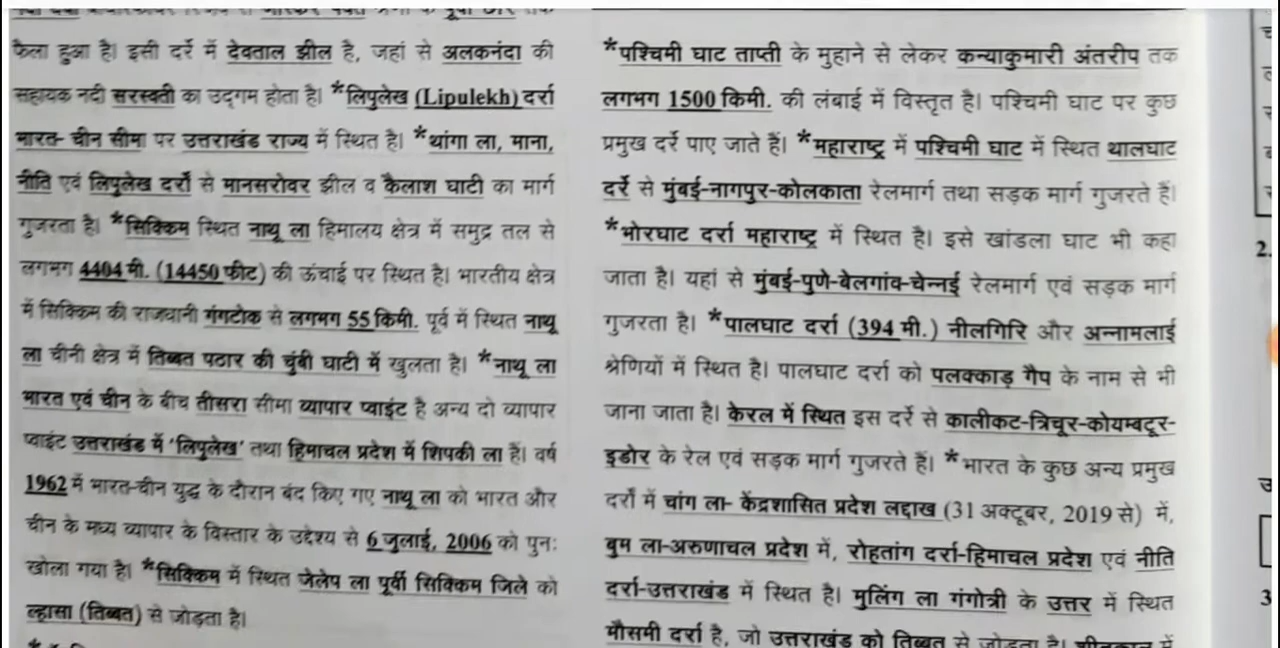 फैला हुआ है। इसी दर्रे में देवताल झील है, जहां से अलकनंदा की
सहायक नदी सरस्वती का उद्गम होता है। *लिपुलेख (Lipulekh) दर्रा
भारत- चीन सीमा पर उत्तराखंड राज्य में स्थित है। *थांगा ला, माना,
नीति एवं लिपुलेख दर्रों से मानसरोवर झील व कैलाश घाटी का मार्ग
गुजरता है। *सिक्किम स्थित नाथू ला हिमालय क्षेत्र में समुद्र तल से
लगभग 4404 मी. (14450 फीट) की ऊंचाई पर स्थित है। भारतीय क्षेत्र
में सिक्किम की राजधानी गंगटोक से लगभग 55 किमी. पूर्व में स्थित नाथू
ला चीनी क्षेत्र में तिब्बत पठार की चुंबी घाटी में खुलता है। *नाथू ला
भारत एवं चीन के बीच तीसरा सीमा व्यापार प्वाइंट है अन्य दो व्यापार
प्वाइंट उत्तराखंड में 'लिपुलेख' तथा हिमाचल प्रदेश में शिपकी ला हैं। वर्ष
1962 में भारत-चीन युद्ध के दौरान बंद किए गए नाथू ला को भारत और
चीन के मध्य व्यापार के विस्तार के उद्देश्य से 6 जुलाई, 2006 को पुनः
खोला गया है। *सिक्किम में स्थित जेलेप ला पूर्वी सिक्किम जिले को
ल्हासा (तिब्बत) से जोड़ता है।
*पश्चिमी घाट ताप्ती के मुहाने से लेकर कन्याकुमारी अंतरीप तक
लगभग 1500 किमी. की लंबाई में विस्तृत है। पश्चिमी घाट पर कुछ
प्रमुख दर्रे पाए जाते हैं। *महाराष्ट्र में पश्चिमी घाट में स्थित थालघाट
दर्रे से मुंबई-नागपुर-कोलकाता रेलमार्ग तथा सड़क मार्ग गुजरते हैं।
*भोरघाट दर्रा महाराष्ट्र में स्थित है। इसे खांडला घाट भी कहा
जाता है। यहां से मुंबई-पुणे-बेलगांव-चेन्नई रेलमार्ग एवं सड़क मार्ग
गुजरता है। *पालघाट दर्रा (394 मी.) नीलगिरि और अन्नामलाई
श्रेणियों में स्थित है। पालघाट दर्रा को पलक्काड़ गैप के नाम से भी
जाना जाता है। केरल में स्थित इस दर्रे से कालीकट-त्रिचूर-कोयम्बटूर-
इडोर के रेल एवं सड़क मार्ग गुजरते हैं। *भारत के कुछ अन्य प्रमुख
दर्रों में चांग ला- केंद्रशासित प्रदेश लद्दाख (31 अक्टूबर, 2019 से) में,
बुम ला-अरुणाचल प्रदेश में, रोहतांग दर्रा-हिमाचल प्रदेश एवं नीति
दर्रा-उत्तराखंड में स्थित है। मुलिंग ला गंगोत्री के उत्तर में स्थित
मौसमी दर्रा है, जो उत्तराखंड को तिब्बत से जोड़ता है। शीतकाल में
2.
3